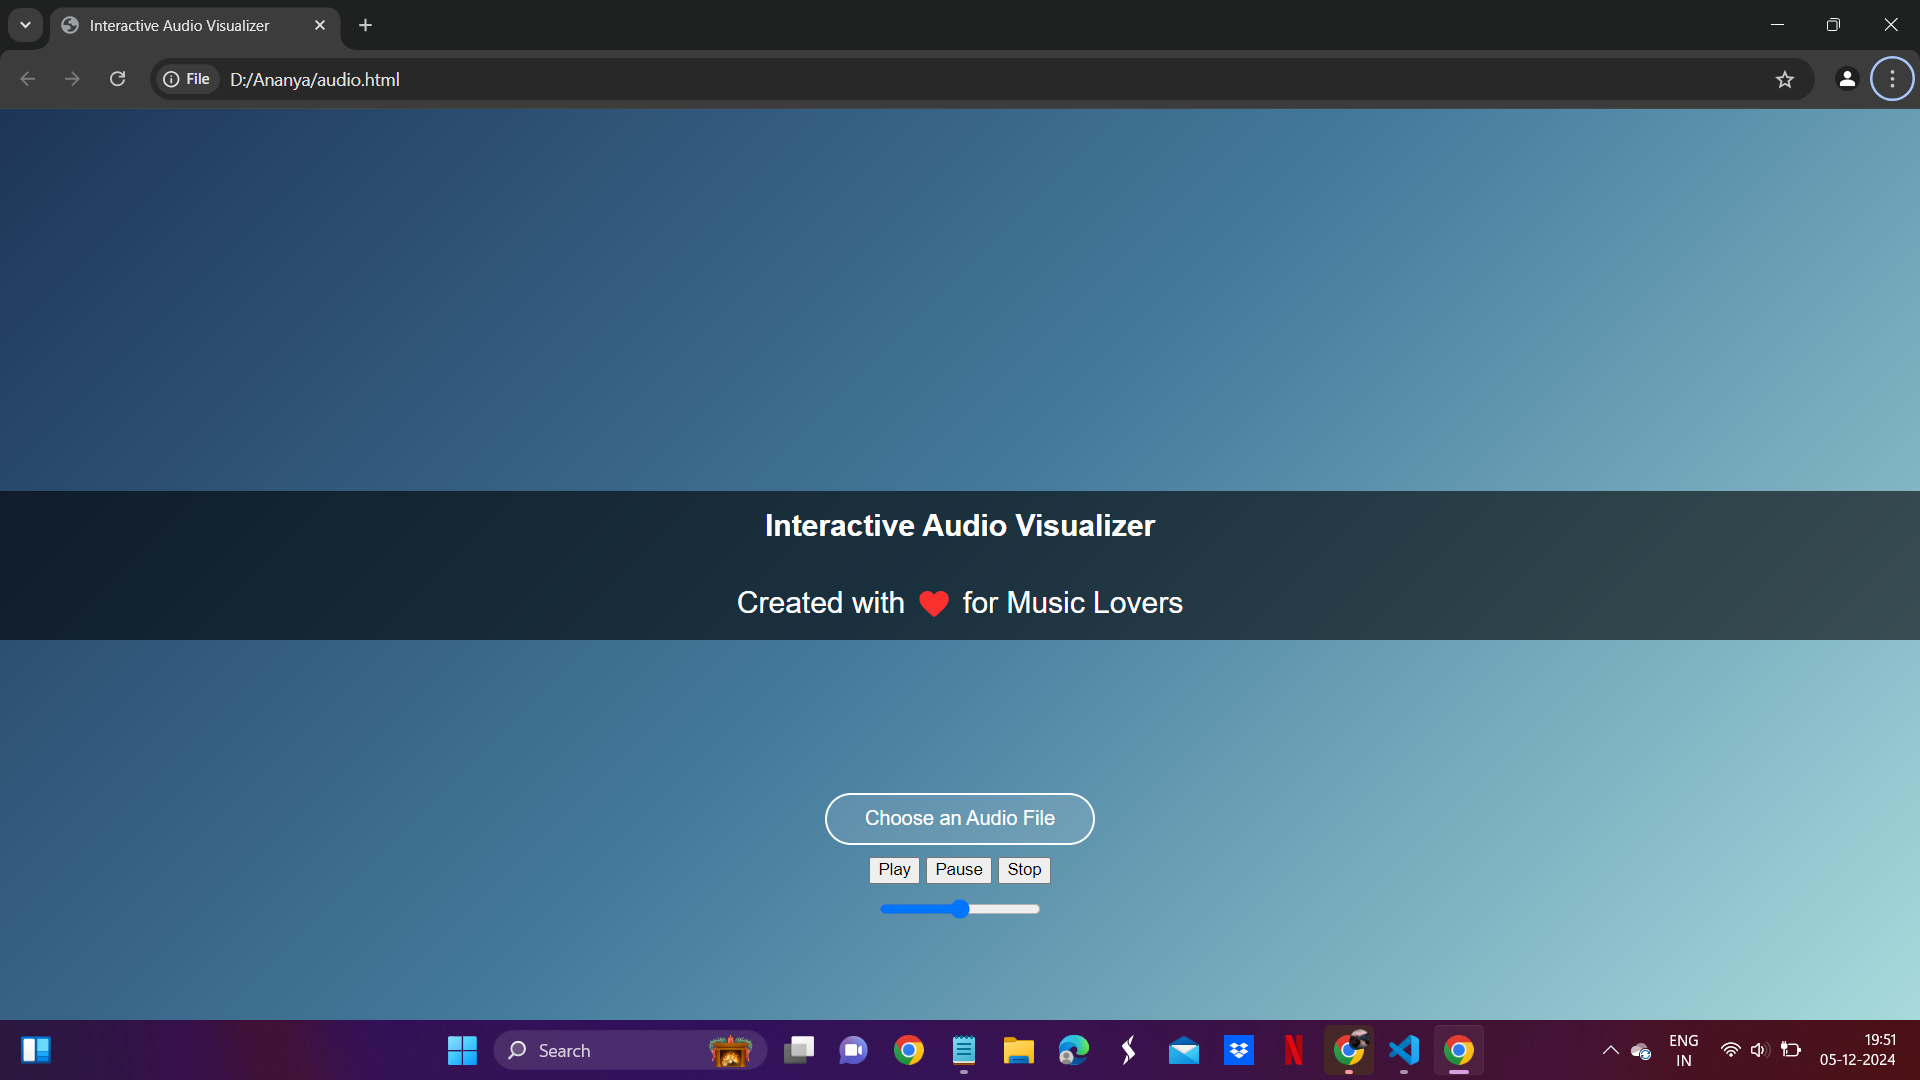 Interactive Audio Visualizer
File D:/Ananya/audio.html
Interactive Audio Visualizer
Created with ❤ for Music Lovers
Choose an Audio File
Play Pause Stop
Search
N
ENG
IN
19:51
05-12-2024